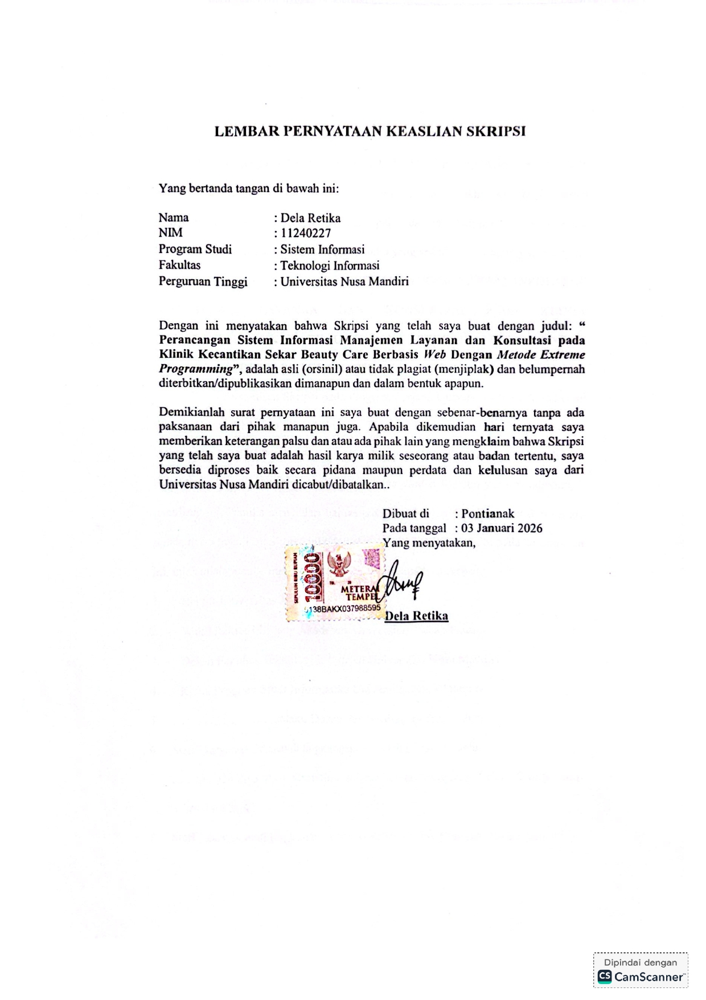 LEMBAR PERNYATAAN KEASLIAN SKRIPSI
Yang bertanda tangan di bawah ini:
Nama : Dela Retika
NIM : 11240227
Program Studi : Sistem Informasi
Fakultas : Teknologi Informasi
Perguruan Tinggi : Universitas Nusa Mandiri
Dengan ini menyatakan bahwa Skripsi yang telah saya buat dengan judul: “
Perancangan Sistem Informasi Manajemen Layanan dan Konsultasi pada
Klinik Kecantikan Sekar Beauty Care Berbasis Web Dengan Metode Extreme
Programming”, adalah asli (orsinil) atau tidak plagiat (menjiplak) dan belumpernah
diterbitkan/dipublikasikan dimanapun dan dalam bentuk apapun.
Demikianlah surat pernyataan ini saya buat dengan sebenar-benarnya tanpa ada
paksanaan dari pihak manapun juga. Apabila dikemudian hari ternyata saya
memberikan keterangan palsu dan atau ada pihak lain yang mengklaim bahwa Skripsi
yang telah saya buat adalah hasil karya milik seseorang atau badan tertentu, saya
bersedia diproses baik secara pidana maupun perdata dan kelulusan saya dari
Universitas Nusa Mandiri dicabut/dibatalkan..
Dibuat di : Pontianak
Pada tanggal : 03 Januari 2026
Yang menyatakan,
SEPULUH RIBU RUPIAH
10000
METERAI
TEMPEL
138BAKX037988595
Dela Retika
Dipindai dengan
CS CamScanner